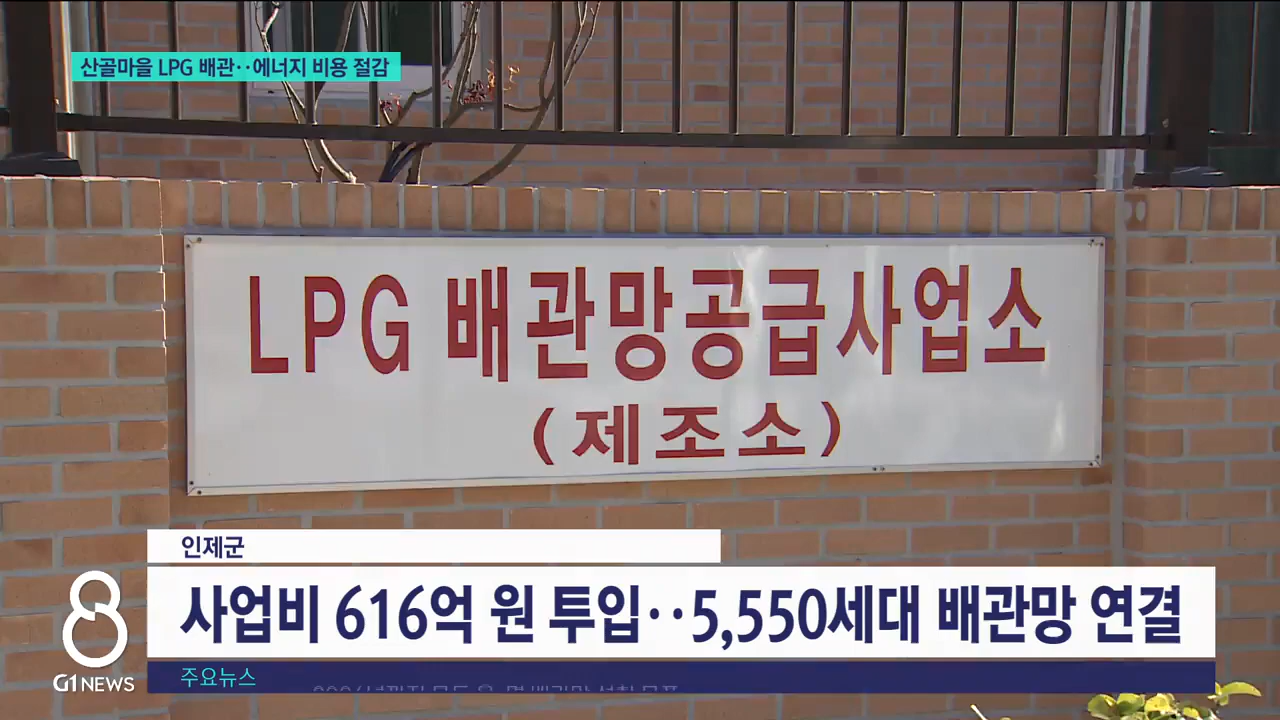 산골마을 LPG 배관‥에너지 비용 절감
LPG 배관망공급사업소
(제조소)
인제군
사업비 616억 원 투입‥5,550세대 배관망 연결
8
G1 NEWS
주요뉴스